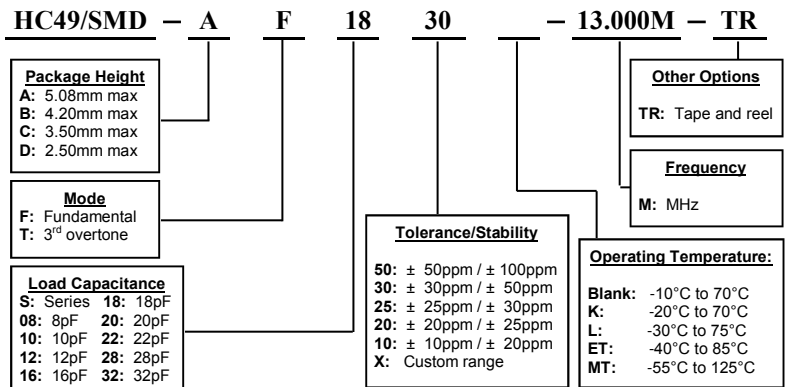 HC49/SMD – A F 18 30 – 13.000M – TR
Package Height
A: 5.08mm max
B: 4.20mm max
C: 3.50mm max
D: 2.50mm max
Mode
F: Fundamental
T: 3rd overtone
Load Capacitance
S: Series 18: 18pF
08: 8pF 20: 20pF
10: 10pF 22: 22pF
12: 12pF 28: 28pF
16: 16pF 32: 32pF
Tolerance/Stability
50: ± 50ppm / ± 100ppm
30: ± 30ppm / ± 50ppm
25: ± 25ppm / ± 30ppm
20: ± 20ppm / ± 25ppm
10: ± 10ppm / ± 20ppm
X: Custom range
Other Options
TR: Tape and reel
Frequency
M: MHz
Operating Temperature:
Blank: -10°C to 70°C
K: -20°C to 70°C
L: -30°C to 75°C
ET: -40°C to 85°C
MT: -55°C to 125°C